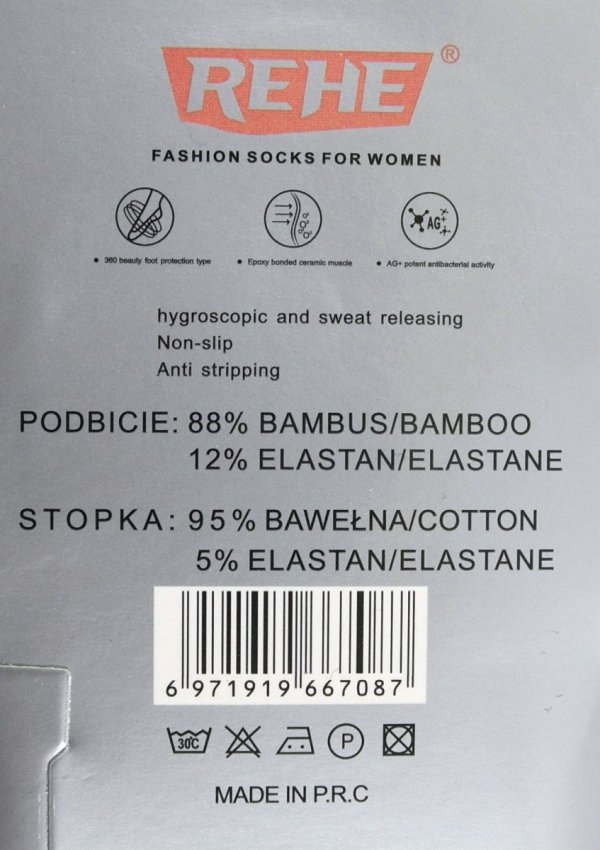 REHE ®
FASHION SOCKS FOR WOMEN
AG+
• 360 beauty foot protection type • Epoxy bonded ceramic muscle • AG+ potent antibacterial activity
hygroscopic and sweat releasing
Non-slip
Anti stripping
PODBICIE: 88% BAMBUS/BAMBOO
12% ELASTAN/ELASTANE
STOPKA: 95% BAWEŁNA/COTTON
5% ELASTAN/ELASTANE
6 971919 667087
30°C P
MADE IN P.R.C